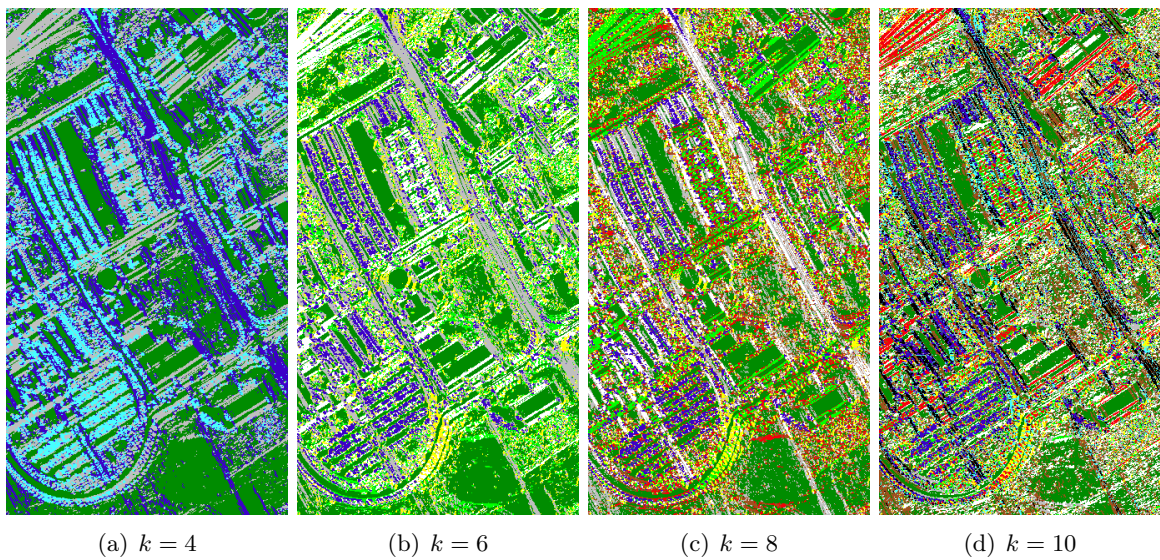 (a) k = 4 (b) k = 6 (c) k = 8 (d) k = 10